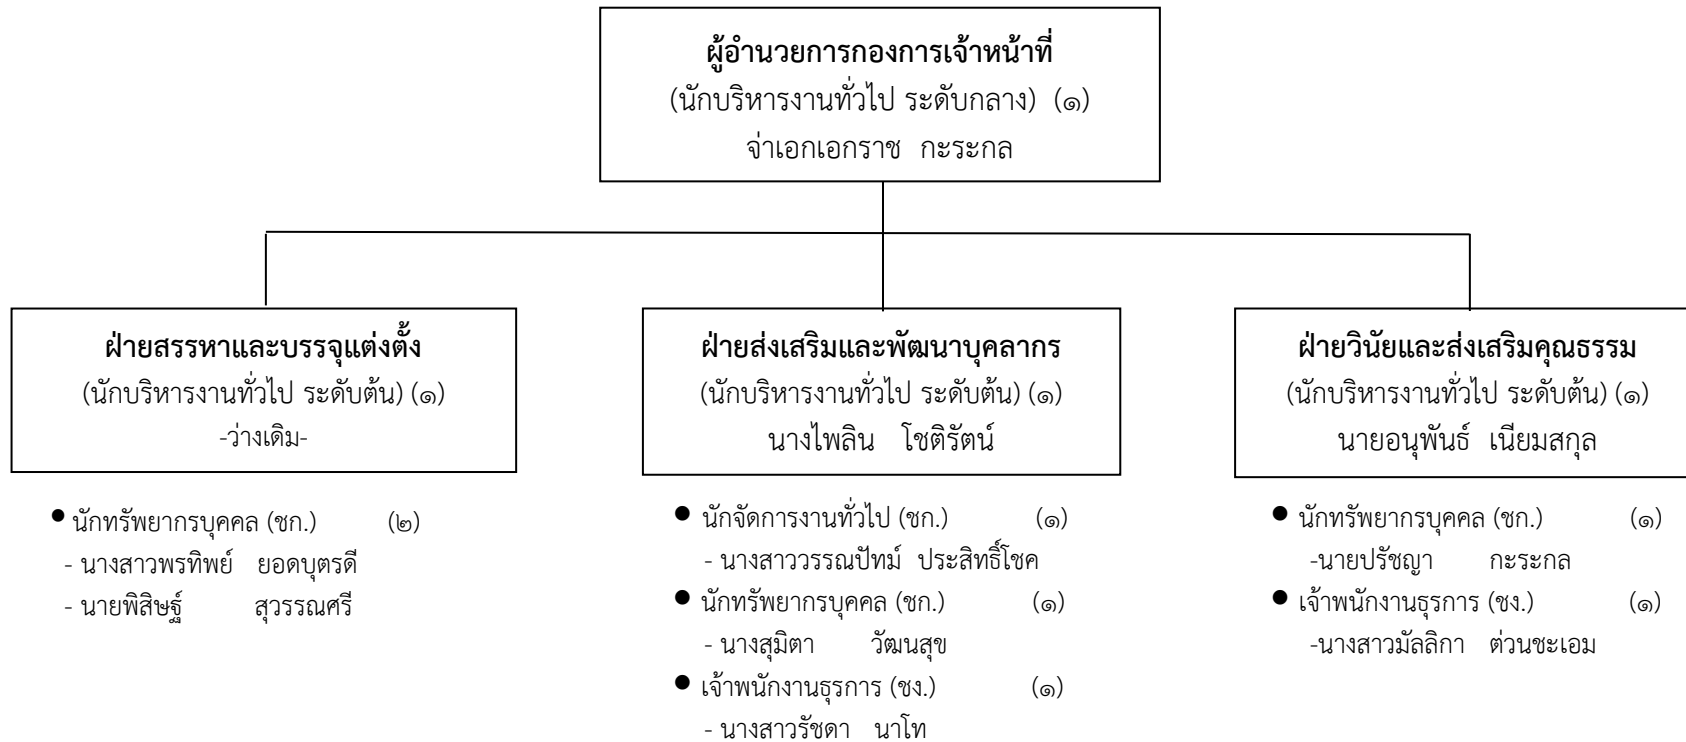 ผู้อำนวยการกองการเจ้าหน้าที่
(นักบริหารงานทั่วไป ระดับกลาง) (๑)
จ่าเอกเอกราช กะระกล
ฝ่ายสรรหาและบรรจุแต่งตั้ง
(นักบริหารงานทั่วไป ระดับต้น) (๑)
-ว่างเดิม-
● นักทรัพยากรบุคคล (ชก.) (๒)
- นางสาวพรทิพย์ ยอดบุตรดี
- นายพิสิษฐ์ สุวรรณศรี
ฝ่ายส่งเสริมและพัฒนาบุคลากร
(นักบริหารงานทั่วไป ระดับต้น) (๑)
นางไพลิน โชติรัตน์
● นักจัดการงานทั่วไป (ชก.) (๑)
- นางสาววรรณปัทม์ ประสิทธิ์โชค
● นักทรัพยากรบุคคล (ชก.) (๑)
- นางสุมิตา วัฒนสุข
● เจ้าพนักงานธุรการ (ชง.) (๑)
- นางสาวรัชดา นาโท
ฝ่ายวินัยและส่งเสริมคุณธรรม
(นักบริหารงานทั่วไป ระดับต้น) (๑)
นายอนุพันธ์ เนียมสกุล
● นักทรัพยากรบุคคล (ชก.) (๑)
-นายปรัชญา กะระกล
● เจ้าพนักงานธุรการ (ชง.) (๑)
-นางสาวมัลลิกา ต่วนชะเอม